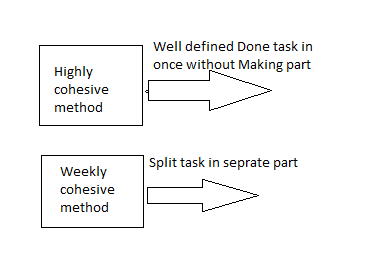 Well defined Done task in
once without Making part
Highly
cohesive
method
Split task in seprate part
Weekly
cohesive
method